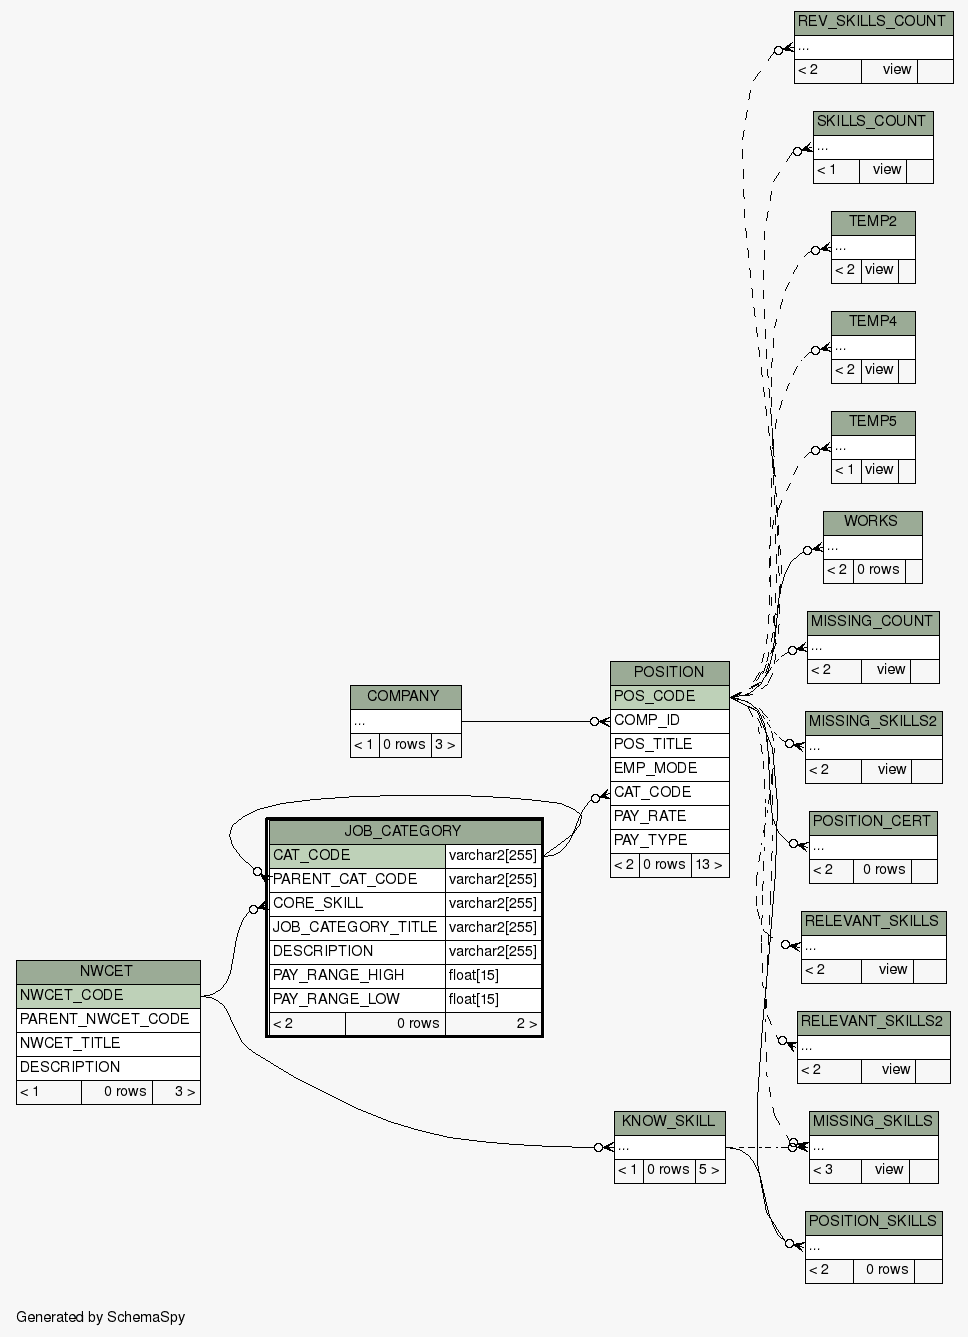 REV_SKILLS_COUNT
...
< 2 view
SKILLS_COUNT
...
< 1 view
TEMP2
...
< 2 view
TEMP4
...
< 2 view
TEMP5
...
< 1 view
WORKS
...
< 2 0 rows
MISSING_COUNT
...
< 2 view
POSITION
POS_CODE
COMP_ID
POS_TITLE
EMP_MODE
CAT_CODE
PAY_RATE
PAY_TYPE
< 2 0 rows 13 >
COMPANY
...
< 1 0 rows 3 >
MISSING_SKILLS2
...
< 2 view
POSITION_CERT
...
< 2 0 rows
JOB_CATEGORY
CAT_CODE varchar2[255]
PARENT_CAT_CODE varchar2[255]
CORE_SKILL varchar2[255]
JOB_CATEGORY_TITLE varchar2[255]
DESCRIPTION varchar2[255]
PAY_RANGE_HIGH float[15]
PAY_RANGE_LOW float[15]
< 2 0 rows 2 >
RELEVANT_SKILLS
...
< 2 view
NWCET
NWCET_CODE
PARENT_NWCET_CODE
NWCET_TITLE
DESCRIPTION
< 1 0 rows 3 >
RELEVANT_SKILLS2
...
< 2 view
KNOW_SKILL
...
< 1 0 rows 5 >
MISSING_SKILLS
...
< 3 view
POSITION_SKILLS
...
< 2 0 rows
Generated by SchemaSpy